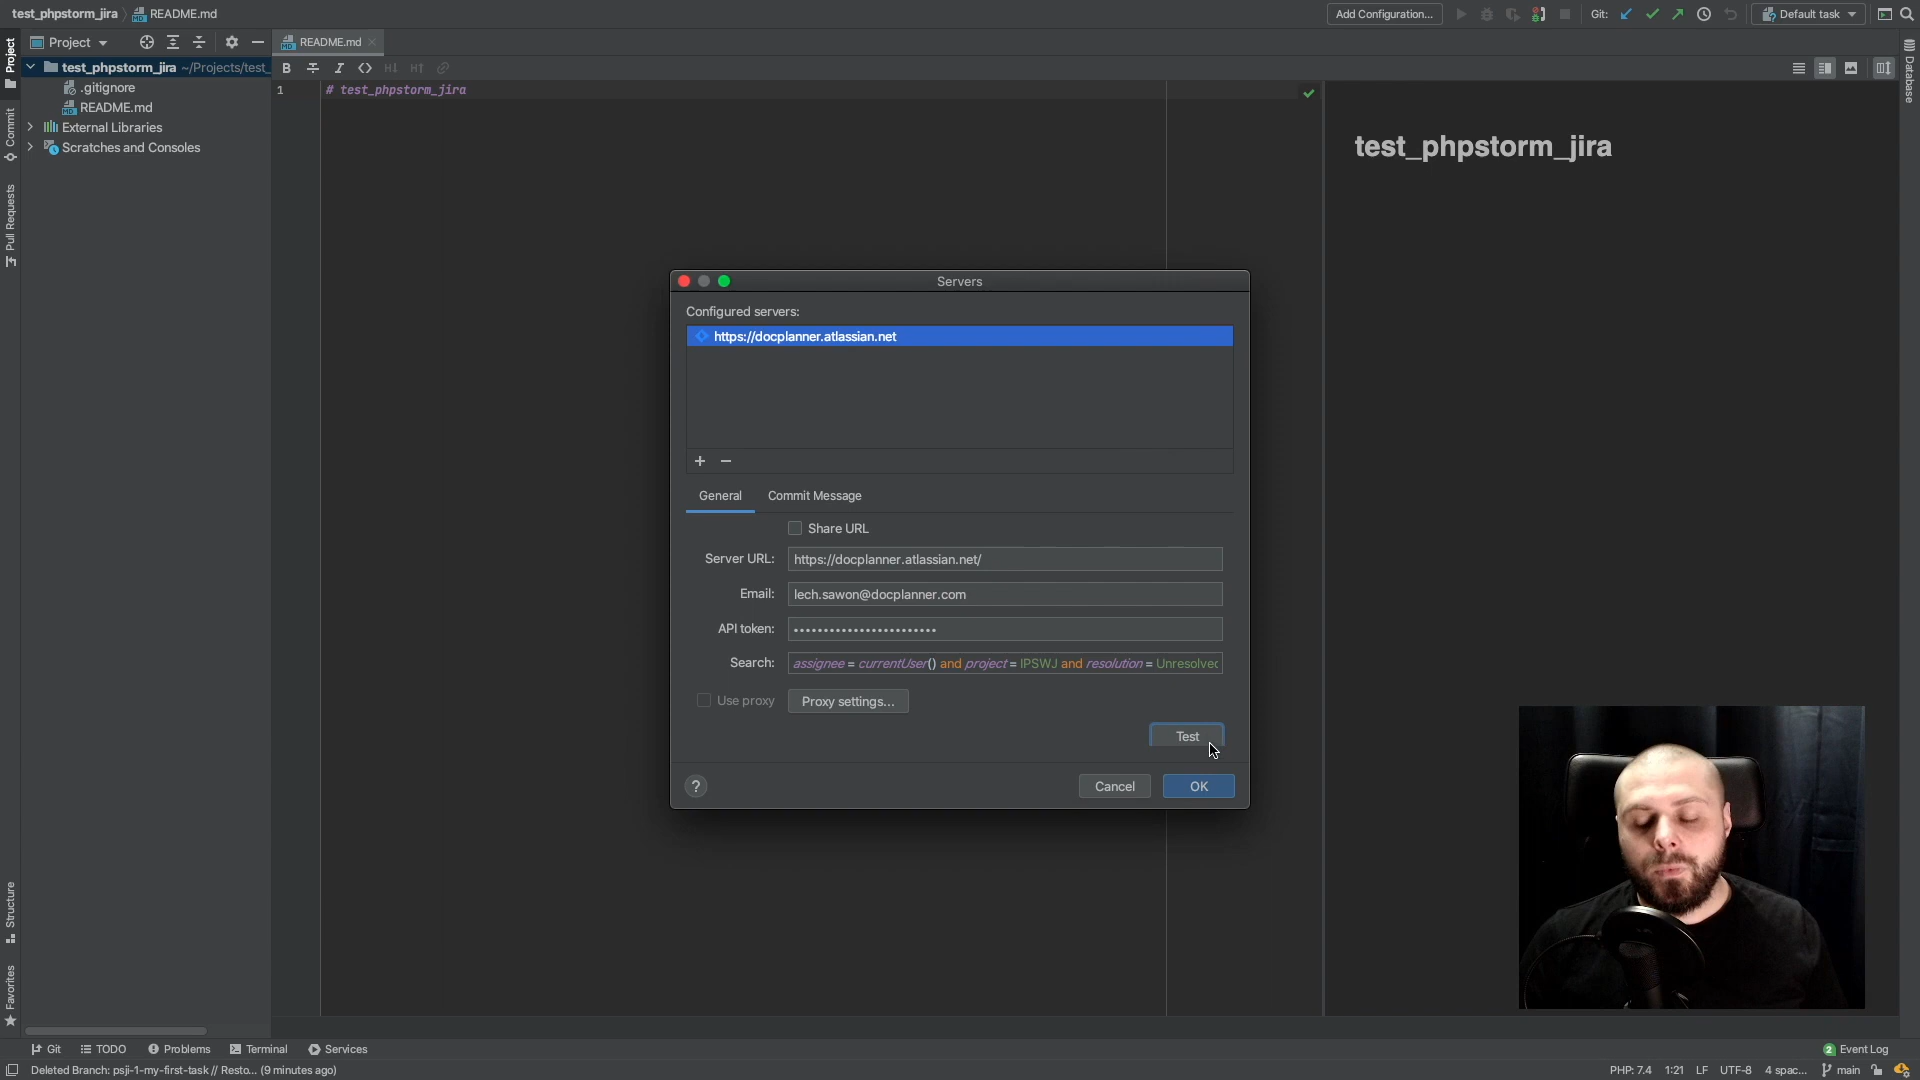 test_phpstorm_jira README.md Add Configuration... Git: Default task
Project
README.md
test_phpstorm_jira ~/Projects/test_
.gitignore
README.md
External Libraries
Scratches and Consoles
Project
Commit
Pull Requests
Structure
Favorites
B I <> H↓ H↑
1 # test_phpstorm_jira
test_phpstorm_jira
Database
Servers
Configured servers:
https://docplanner.atlassian.net
+ −
General Commit Message
Share URL
Server URL: https://docplanner.atlassian.net/
Email: lech.sawon@docplanner.com
API token: ••••••••••••••••••••••••
Search: assignee = currentUser() and project = IPSWJ and resolution = Unresolved
Use proxy Proxy settings...
Test
? Cancel OK
Git TODO Problems Terminal Services 2 Event Log
Deleted Branch: psji-1-my-first-task // Resto... (9 minutes ago) PHP: 7.4 1:21 LF UTF-8 4 spac... main